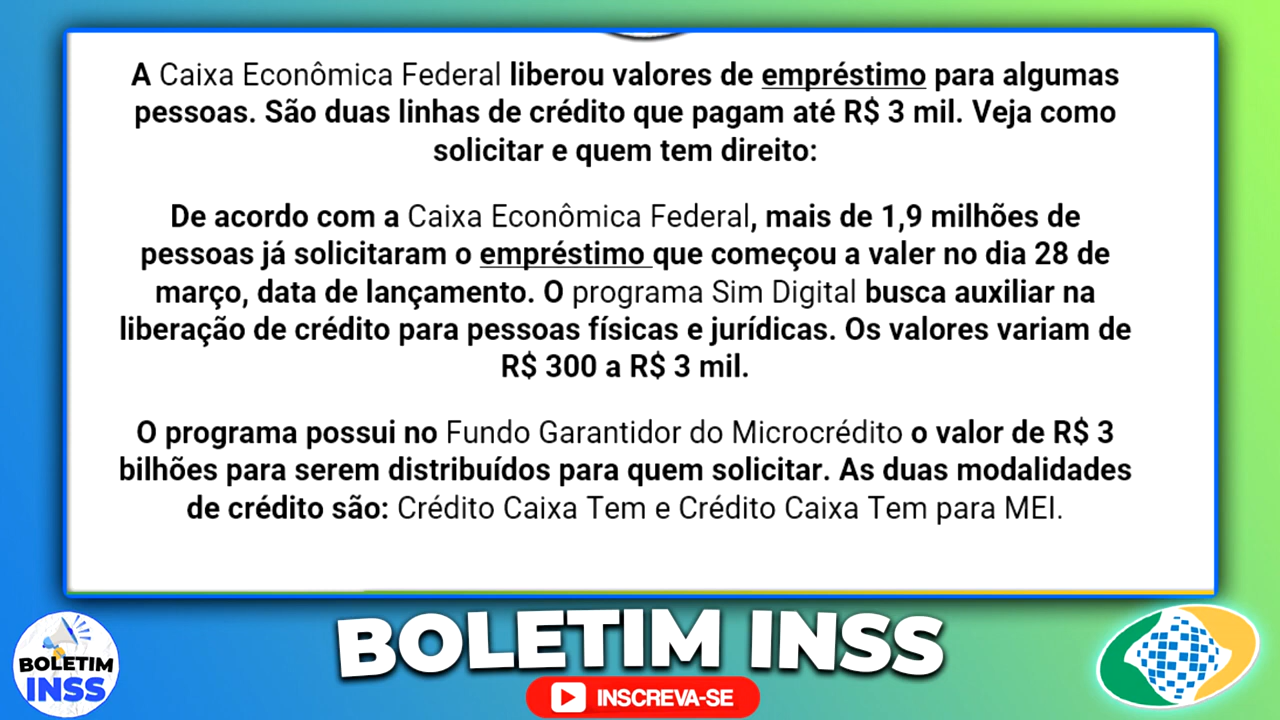 A Caixa Econômica Federal liberou valores de empréstimo para algumas
pessoas. São duas linhas de crédito que pagam até R$ 3 mil. Veja como
solicitar e quem tem direito:
De acordo com a Caixa Econômica Federal, mais de 1,9 milhões de
pessoas já solicitaram o empréstimo que começou a valer no dia 28 de
março, data de lançamento. O programa Sim Digital busca auxiliar na
liberação de crédito para pessoas físicas e jurídicas. Os valores variam de
R$ 300 a R$ 3 mil.
O programa possui no Fundo Garantidor do Microcrédito o valor de R$ 3
bilhões para serem distribuídos para quem solicitar. As duas modalidades
de crédito são: Crédito Caixa Tem e Crédito Caixa Tem para MEI.
BOLETIM INSS
INSCREVA-SE
BOLETIM
INSS